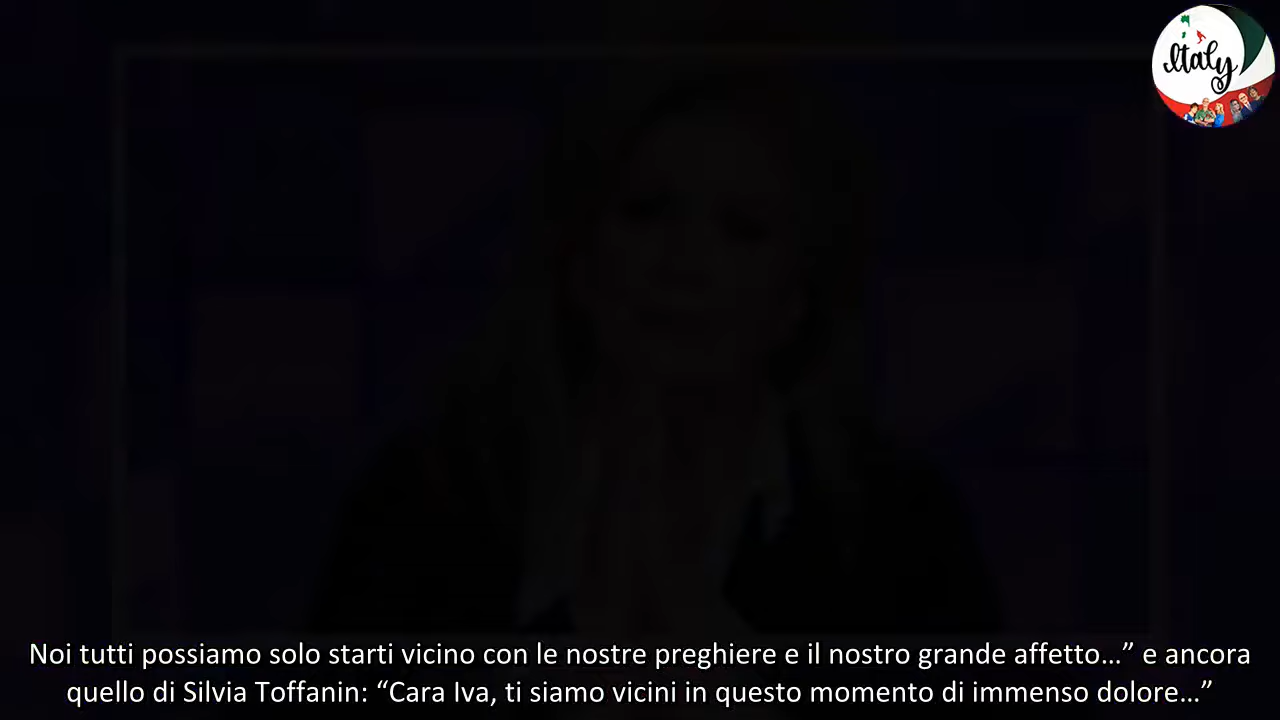 Italy
Noi tutti possiamo solo starti vicino con le nostre preghiere e il nostro grande affetto…” e ancora
quello di Silvia Toffanin: “Cara Iva, ti siamo vicini in questo momento di immenso dolore…”